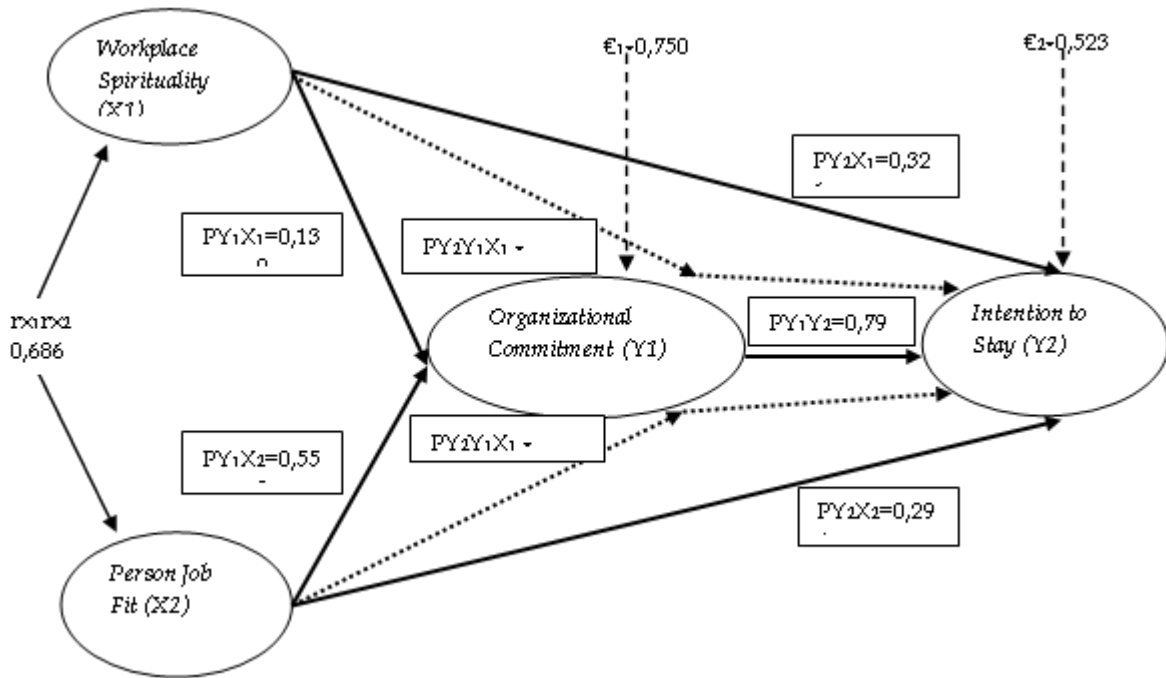 Workplace
Spirituality
(X1)
€₁-0,750
€₂-0,523
PY₂X₁=0,32
PY₁X₁=0,13
PY₂Y₁X₁ -
rx₁rx₂
0,686
Organizational
Commitment (Y1)
PY₁Y₂=0,79
Intention to
Stay (Y2)
PY₁X₂=0,55
PY₂Y₁X₁ -
PY₂X₂=0,29
Person Job
Fit (X2)